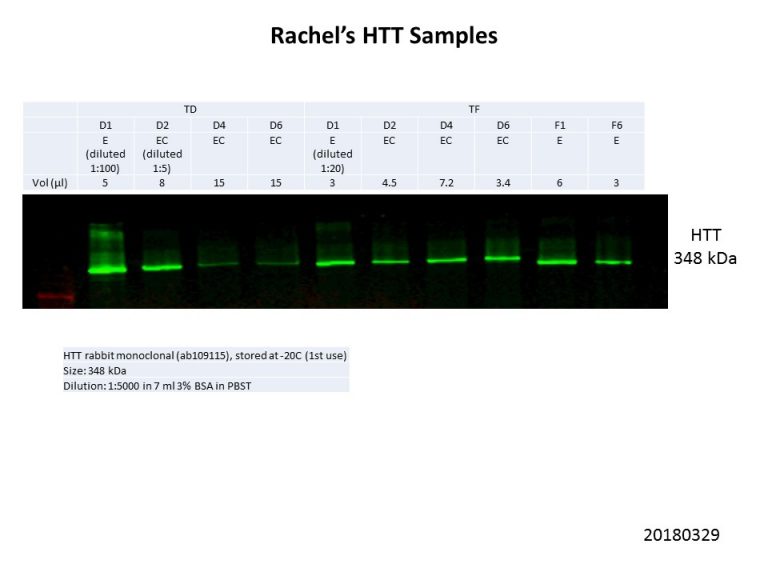 Rachel’s HTT Samples
TD TF
D1 D2 D4 D6 D1 D2 D4 D6 F1 F6
E EC EC EC E EC EC EC E E
(diluted (diluted (diluted
1:100) 1:5) 1:20)
Vol (µl) 5 8 15 15 3 4.5 7.2 3.4 6 3
HTT
348 kDa
HTT rabbit monoclonal (ab109115), stored at -20C (1st use)
Size: 348 kDa
Dilution: 1:5000 in 7 ml 3% BSA in PBST
20180329